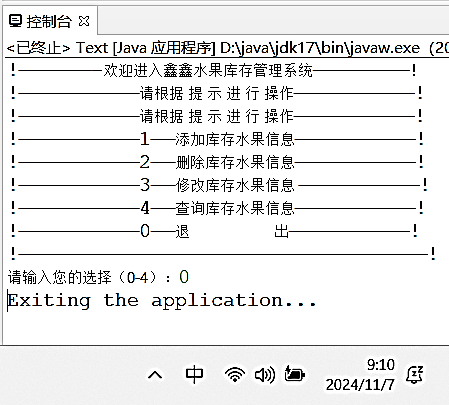 控制台
<已终止> Text [Java 应用程序] D:\java\jdk17\bin\javaw.exe (20
!———————欢迎进入鑫鑫水果库存管理系统————————!
!——————————请根据 提 示 进 行 操作——————————!
!——————————请根据 提 示 进 行 操作——————————!
!——————————1——添加库存水果信息——————————!
!——————————2——删除库存水果信息——————————!
!——————————3——修改库存水果信息 ——————————!
!——————————4——查询库存水果信息——————————!
!——————————0——退 出——————————!
!——————————————————————————————————!
请输入您的选择（0-4）：0
Exiting the application...
中
9:10
2024/11/7